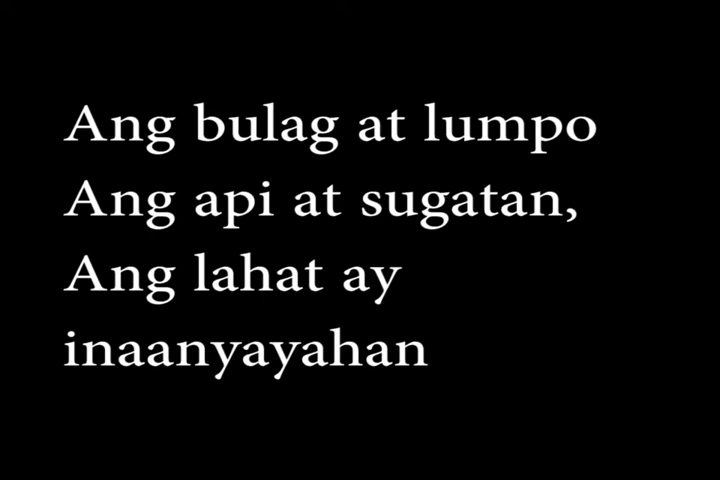 Ang bulag at lumpo
Ang api at sugatan,
Ang lahat ay
inaanyayahan